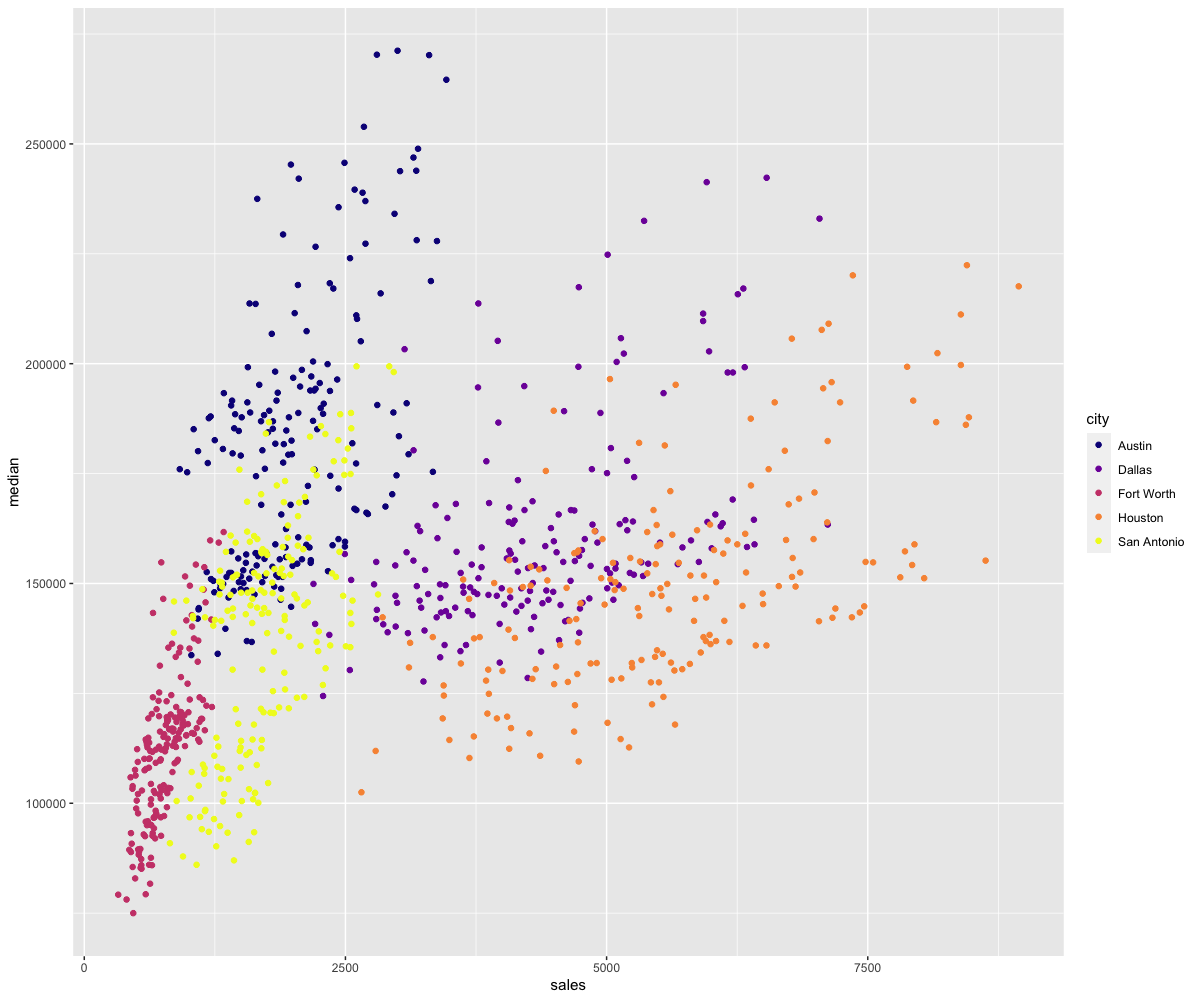 250000
200000
150000
100000
median
0
2500
5000
7500
sales
city
Austin
Dallas
Fort Worth
Houston
San Antonio